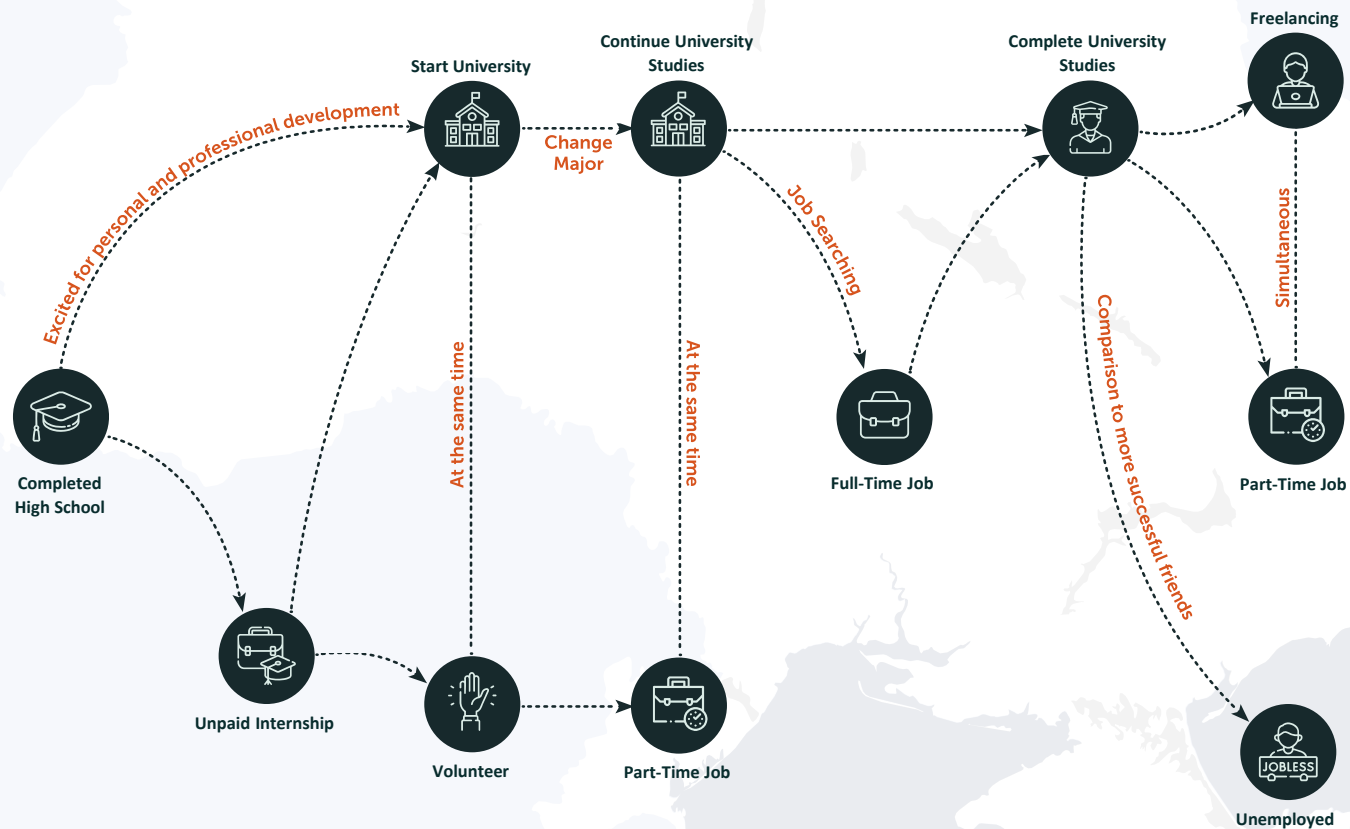 Freelancing
Continue University
Studies
Complete University
Studies
Start University
Excited for personal and professional development
Change
Major
Job Searching
Simultaneous
At the same time
At the same time
Comparison to more successful friends
Completed
High School
Full-Time Job
Part-Time Job
Unpaid Internship
Volunteer
Part-Time Job
JOBLESS
Unemployed